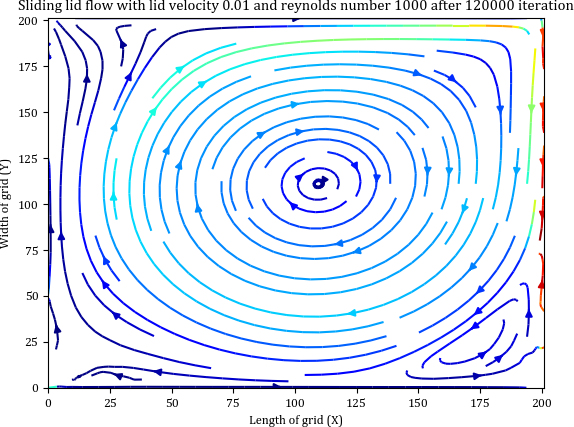 Sliding lid flow with lid velocity 0.01 and reynolds number 1000 after 120000 iteration
200
175
150
125
100
75
50
25
0
Width of grid (Y)
0 25 50 75 100 125 150 175 200
Length of grid (X)